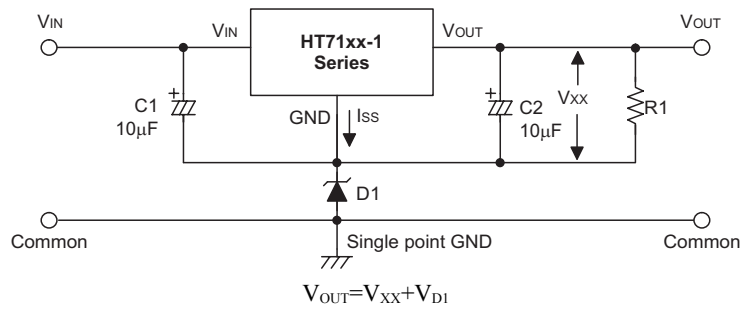 VIN
VIN
HT71xx-1
Series
VOUT
VOUT
+
C1
10μF
GND
ISS
+
C2
10μF
VXX
R1
D1
Common
Single point GND
Common
VOUT=VXX+VD1